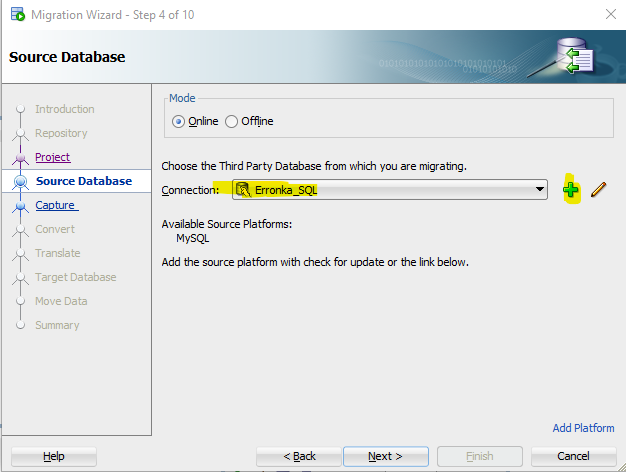 Migration Wizard - Step 4 of 10
Source Database
Introduction
Repository
Project
Source Database
Capture
Convert
Translate
Target Database
Move Data
Summary
Mode
Online Offline
Choose the Third Party Database from which you are migrating.
Connection: Erronka_SQL
Available Source Platforms:
MySQL
Add the source platform with check for update or the link below.
Add Platform
Help < Back Next > Finish Cancel